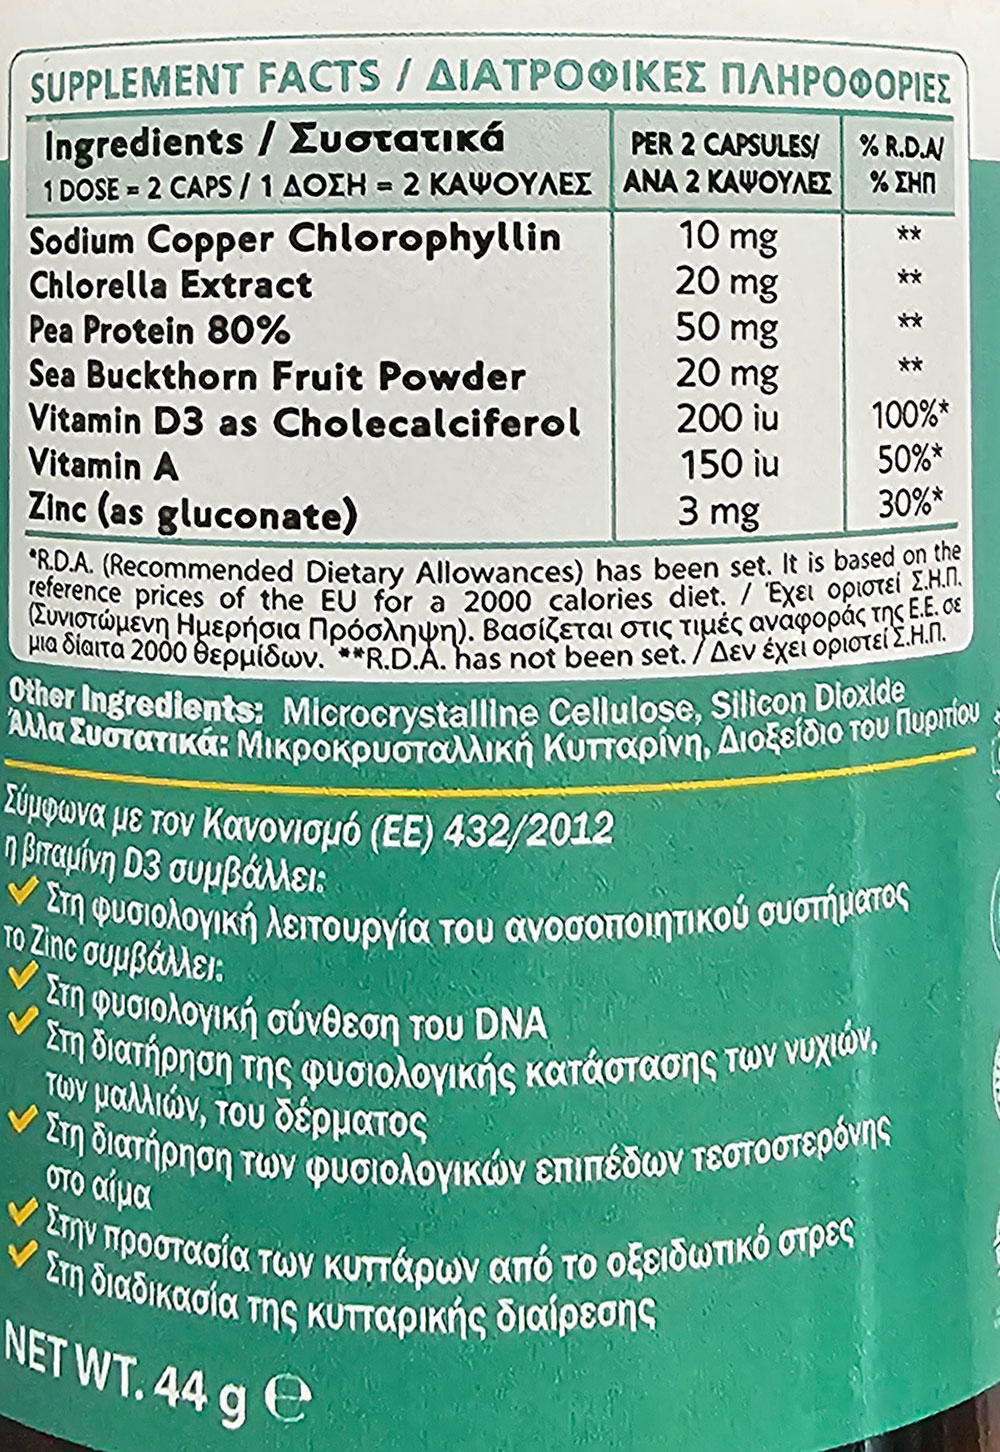 SUPPLEMENT FACTS / ΔΙΑΤΡΟΦΙΚΕΣ ΠΛΗΡΟΦΟΡΙΕΣ
Ingredients / Συστατικά
1 DOSE = 2 CAPS / 1 ΔΟΣΗ = 2 ΚΑΨΟΥΛΕΣ
PER 2 CAPSULES/
ΑΝΑ 2 ΚΑΨΟΥΛΕΣ
% R.D.A/
% ΣΗΠ
Sodium Copper Chlorophyllin 10 mg **
Chlorella Extract 20 mg **
Pea Protein 80% 50 mg **
Sea Buckthorn Fruit Powder 20 mg **
Vitamin D3 as Cholecalciferol 200 iu 100%*
Vitamin A 150 iu 50%*
Zinc (as gluconate) 3 mg 30%*
*R.D.A. (Recommended Dietary Allowances) has been set. It is based on the
reference prices of the EU for a 2000 calories diet. / Έχει οριστεί Σ.Η.Π.
(Συνιστώμενη Ημερήσια Πρόσληψη). Βασίζεται στις τιμές αναφοράς της Ε.Ε. σε
μια δίαιτα 2000 θερμίδων. **R.D.A. has not been set. / Δεν έχει οριστεί Σ.Η.Π.
Other Ingredients: Microcrystalline Cellulose, Silicon Dioxide
Άλλα Συστατικά: Μικροκρυσταλλική Κυτταρίνη, Διοξείδιο του Πυριτίου
Σύμφωνα με τον Κανονισμό (ΕΕ) 432/2012
η βιταμίνη D3 συμβάλλει:
Στη φυσιολογική λειτουργία του ανοσοποιητικού συστήματος
το Zinc συμβάλλει:
Στη φυσιολογική σύνθεση του DNA
Στη διατήρηση της φυσιολογικής κατάστασης των νυχιών,
των μαλλιών, του δέρματος
Στη διατήρηση των φυσιολογικών επιπέδων τεστοστερόνης
στο αίμα
Στην προστασία των κυττάρων από το οξειδωτικό στρες
Στη διαδικασία της κυτταρικής διαίρεσης
NET WT. 44 g e